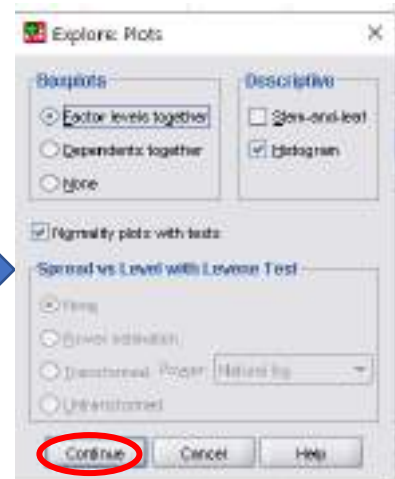 Explore: Plots
Boxplots
Factor levels together
Dependents together
None
Descriptive
Stem-and-leaf
Histogram
Normality plots with tests
Spread vs Level with Levene Test
None
Power estimation
Transformed Power: Natural log
Untransformed
Continue Cancel Help